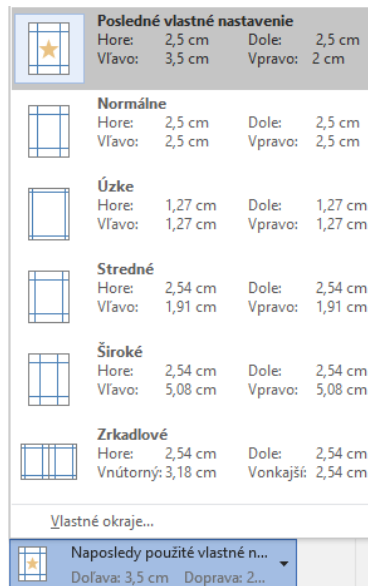 Posledné vlastné nastavenie
Hore: 2,5 cm Dole: 2,5 cm
Vľavo: 3,5 cm Vpravo: 2 cm
Normálne
Hore: 2,5 cm Dole: 2,5 cm
Vľavo: 2,5 cm Vpravo: 2,5 cm
Úzke
Hore: 1,27 cm Dole: 1,27 cm
Vľavo: 1,27 cm Vpravo: 1,27 cm
Stredné
Hore: 2,54 cm Dole: 2,54 cm
Vľavo: 1,91 cm Vpravo: 1,91 cm
Široké
Hore: 2,54 cm Dole: 2,54 cm
Vľavo: 5,08 cm Vpravo: 5,08 cm
Zrkadlové
Hore: 2,54 cm Dole: 2,54 cm
Vnútorný: 3,18 cm Vonkajší: 2,54 cm
Vlastné okraje...
Naposledy použité vlastné n...
Doľava: 3,5 cm Doprava: 2...